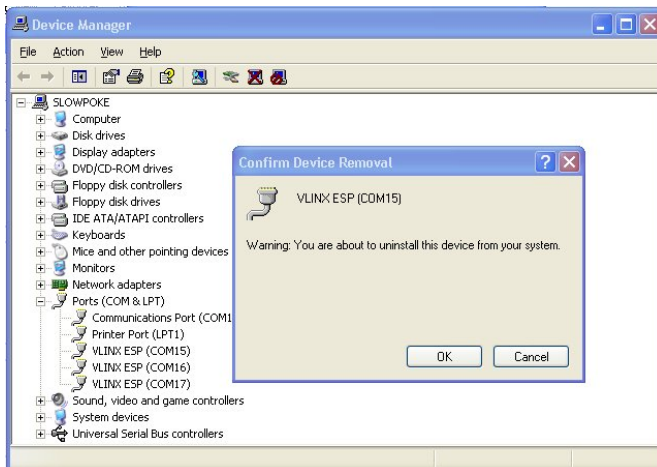 Device Manager
File Action View Help
SLOWPOKE
Computer
Disk drives
Display adapters
DVD/CD-ROM drives
Floppy disk controllers
Floppy disk drives
IDE ATA/ATAPI controllers
Keyboards
Mice and other pointing devices
Monitors
Network adapters
Ports (COM & LPT)
Communications Port (COM1
Printer Port (LPT1)
VLINX ESP (COM15)
VLINX ESP (COM16)
VLINX ESP (COM17)
Sound, video and game controllers
System devices
Universal Serial Bus controllers
Confirm Device Removal
VLINX ESP (COM15)
Warning: You are about to uninstall this device from your system.
OK Cancel